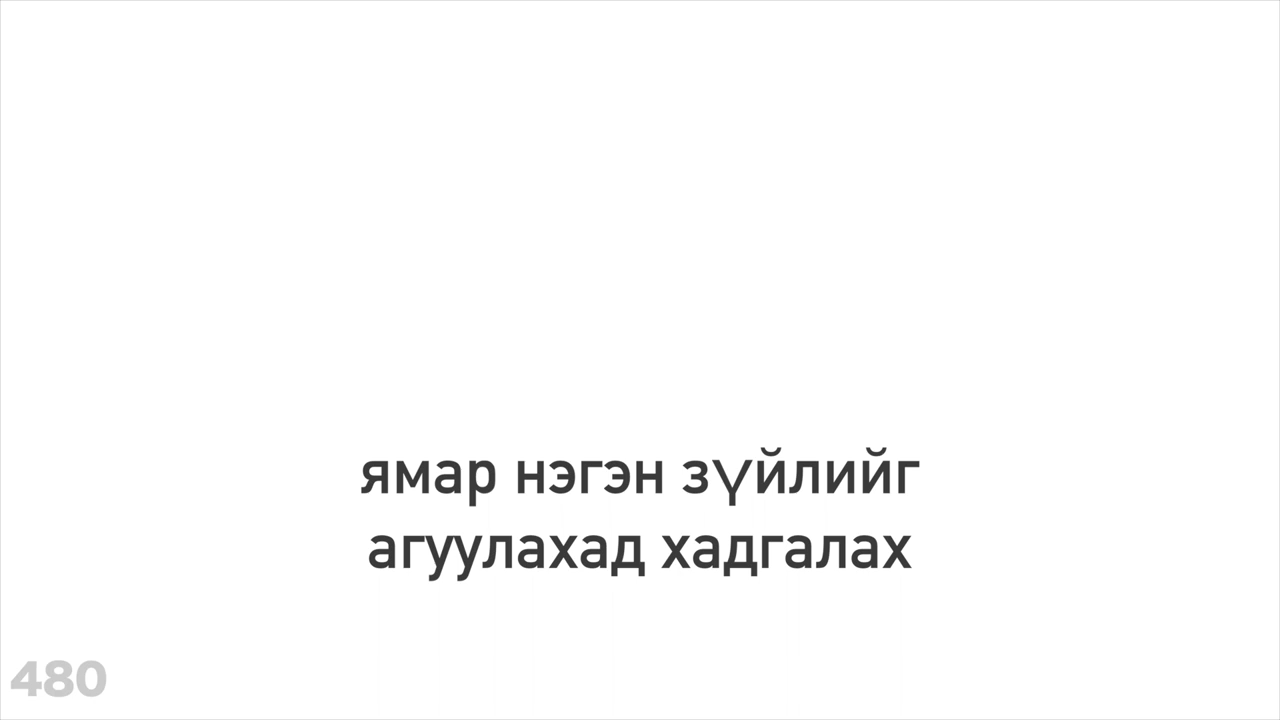 ямар нэгэн зүйлийг
агуулахад хадгалах
480